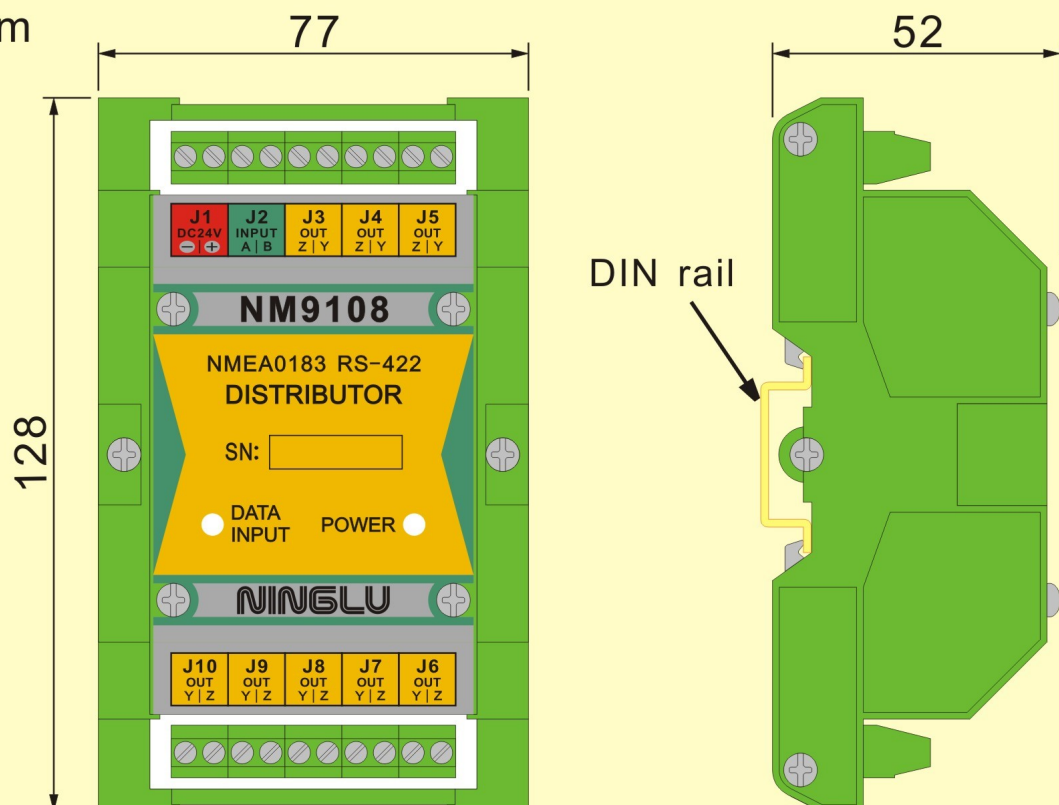 m
77
52
128
J1 J2 J3 J4 J5
DC24V INPUT OUT OUT OUT
− | + A | B Z | Y Z | Y Z | Y
NM9108
DIN rail
NMEA0183 RS-422
DISTRIBUTOR
SN:
DATA
INPUT
POWER
NINGLU
J10 J9 J8 J7 J6
OUT OUT OUT OUT OUT
Y | Z Y | Z Y | Z Y | Z Y | Z